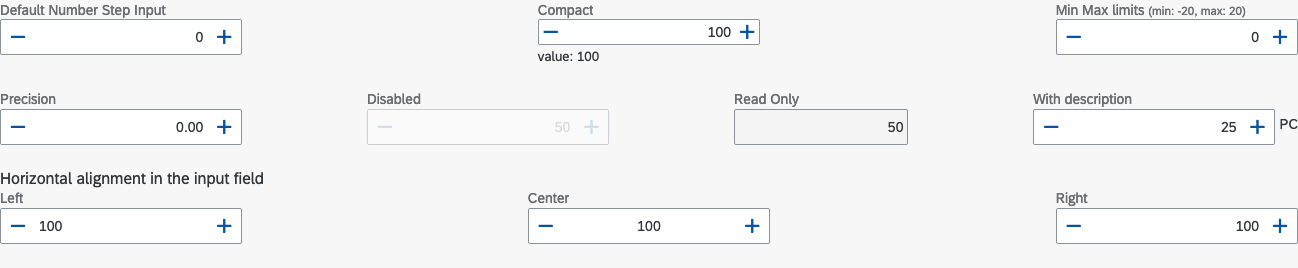 Default Number Step Input
Compact
Min Max limits (min: -20, max: 20)
0
100
0
value: 100
Precision
Disabled
Read Only
With description
0.00
50
50
25
PC
Horizontal alignment in the input field
Left
Center
Right
100
100
100